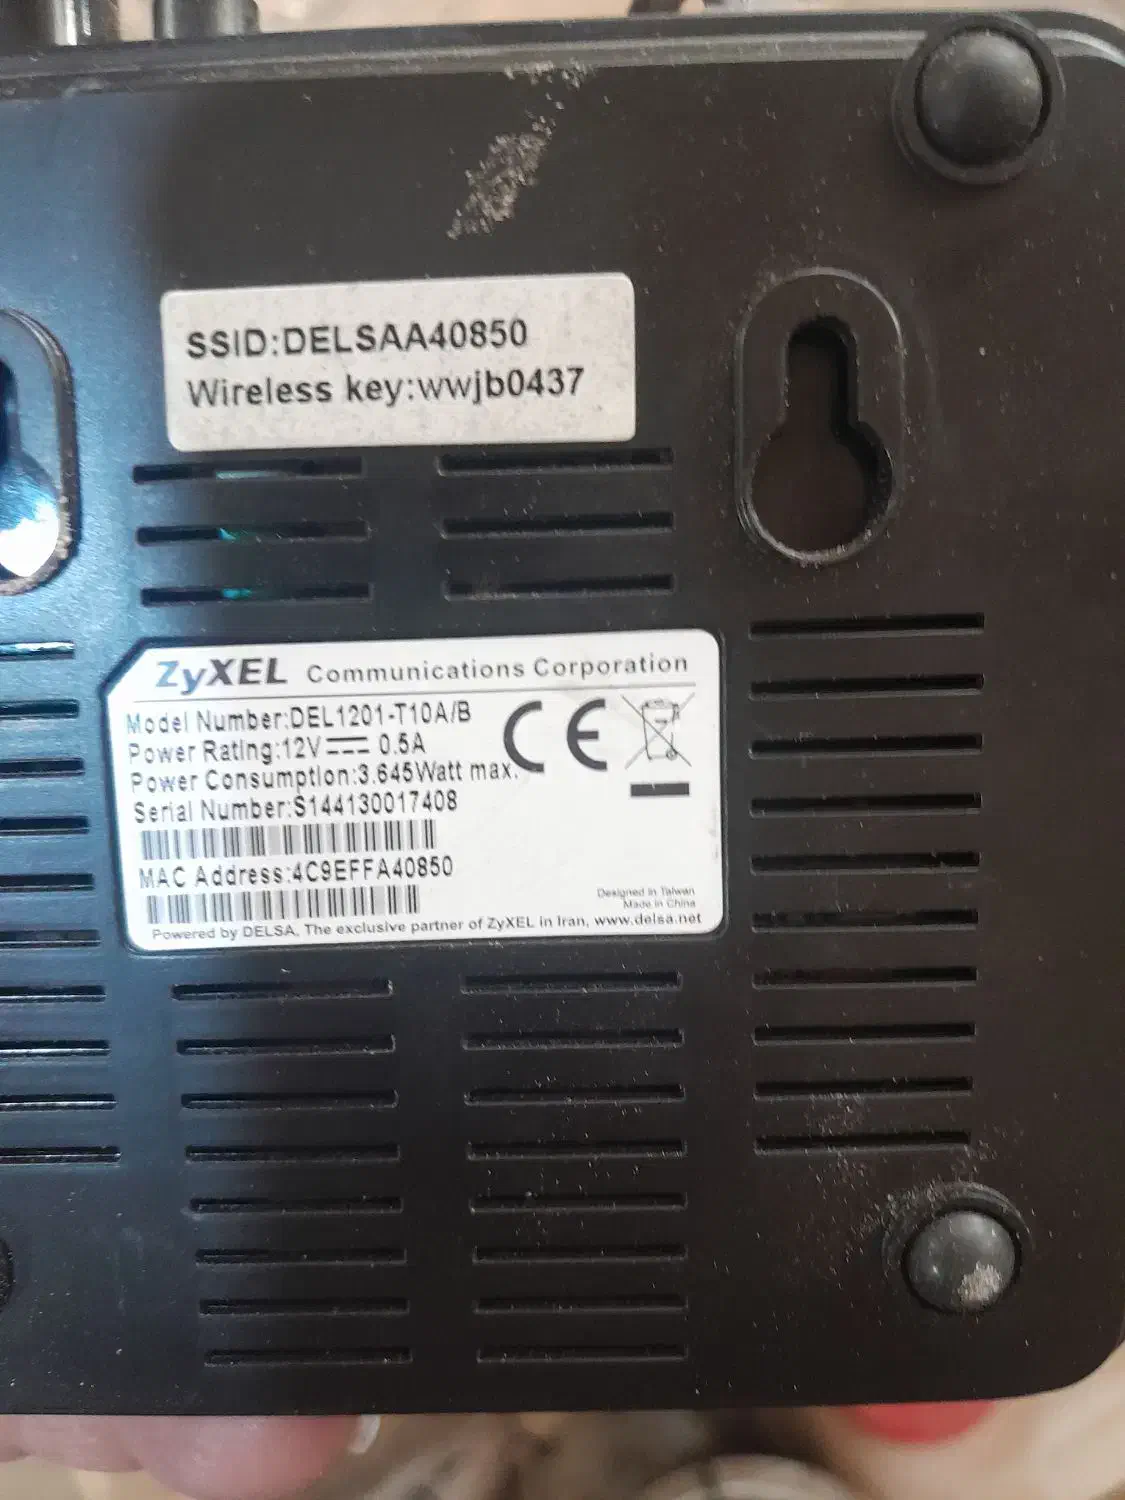 SSID:DELSAA40850
Wireless key:wwjb0437
ZyXEL Communications Corporation
Model Number:DEL1201-T10A/B
Power Rating:12V⎓ 0.5A
Power Consumption:3.645Watt max.
Serial Number:S144130017408
MAC Address:4C9EFFA40850
CE
Designed in Taiwan
Made in China
Powered by DELSA, The exclusive partner of ZyXEL in Iran, www.delsa.net